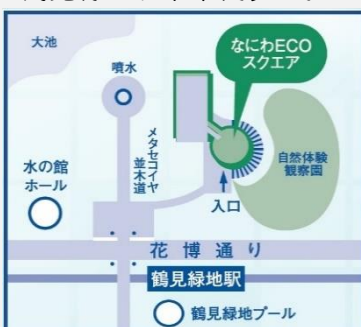 大池
噴水
なにわECO
スクエア
メタセコイヤ
並木道
水の館
ホール
自然体験
観察園
入口
花博通り
鶴見緑地駅
鶴見緑地プール